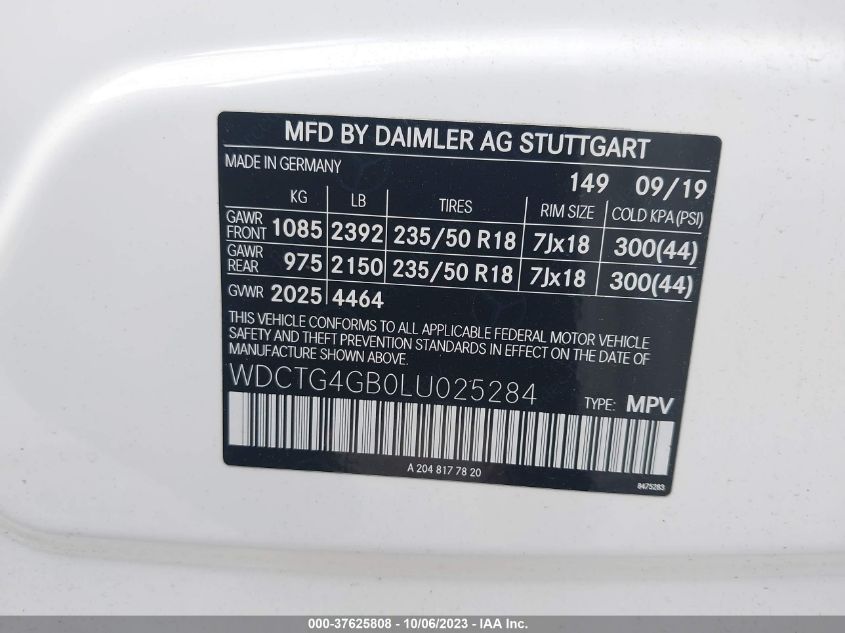 MFD BY DAIMLER AG STUTTGART
MADE IN GERMANY 149 09/19
KG LB TIRES RIM SIZE COLD KPA(PSI)
GAWR FRONT 1085 2392 235/50 R18 7Jx18 300(44)
GAWR REAR 975 2150 235/50 R18 7Jx18 300(44)
GVWR 2025 4464
THIS VEHICLE CONFORMS TO ALL APPLICABLE FEDERAL MOTOR VEHICLE
SAFETY AND THEFT PREVENTION STANDARDS IN EFFECT ON THE DATE OF
MANUFACTURE SHOWN ABOVE.
WDCTG4GB0LU025284 TYPE: MPV
A 204 817 78 20
8475283
000-37625808 - 10/06/2023 - IAA, Inc.